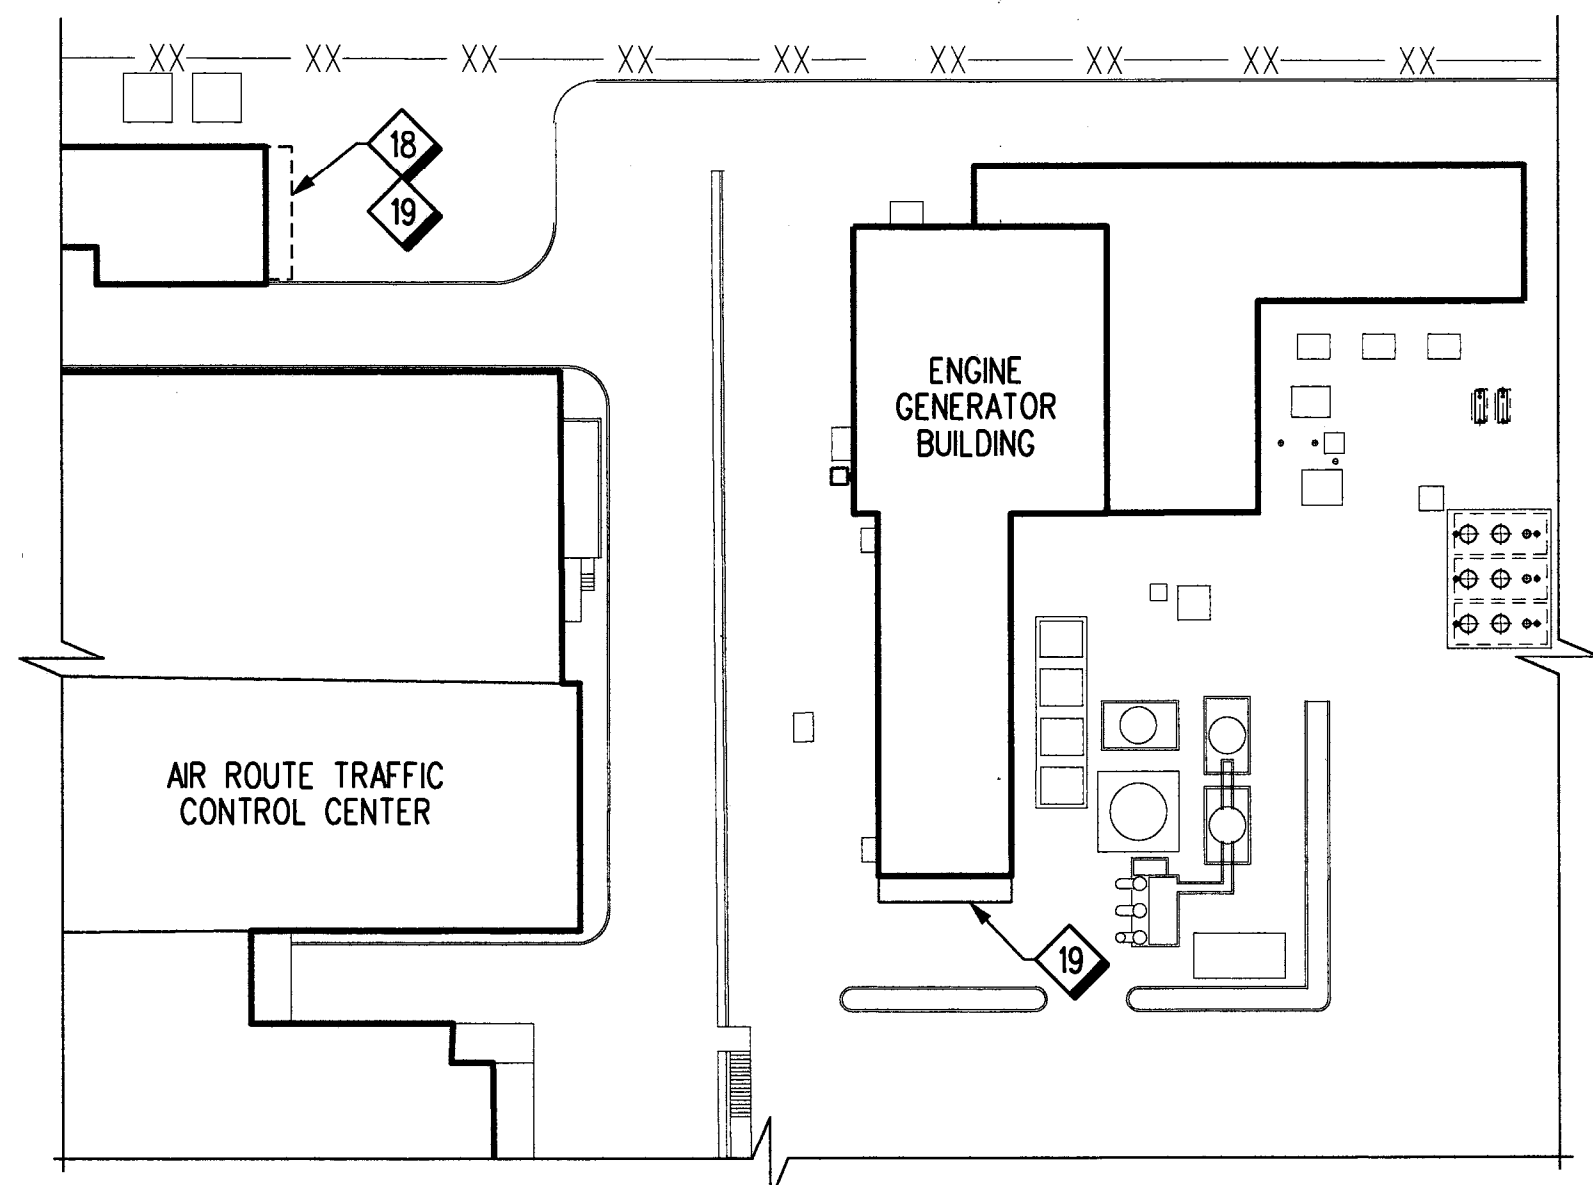 XX XX XX XX XX XX XX XX XX
18
19
ENGINE
GENERATOR
BUILDING
AIR ROUTE TRAFFIC
CONTROL CENTER
19